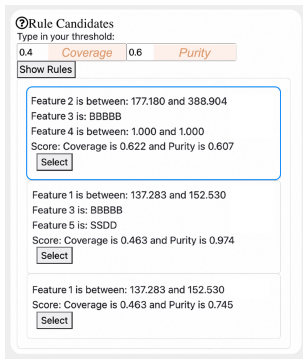 ?Rule Candidates
Type in your threshold:
0.4 Coverage 0.6 Purity
Show Rules
Feature 2 is between: 177.180 and 388.904
Feature 3 is: BBBBB
Feature 4 is between: 1.000 and 1.000
Score: Coverage is 0.622 and Purity is 0.607
Select
Feature 1 is between: 137.283 and 152.530
Feature 3 is: BBBBB
Feature 5 is: SSDD
Score: Coverage is 0.463 and Purity is 0.974
Select
Feature 1 is between: 137.283 and 152.530
Score: Coverage is 0.463 and Purity is 0.745
Select